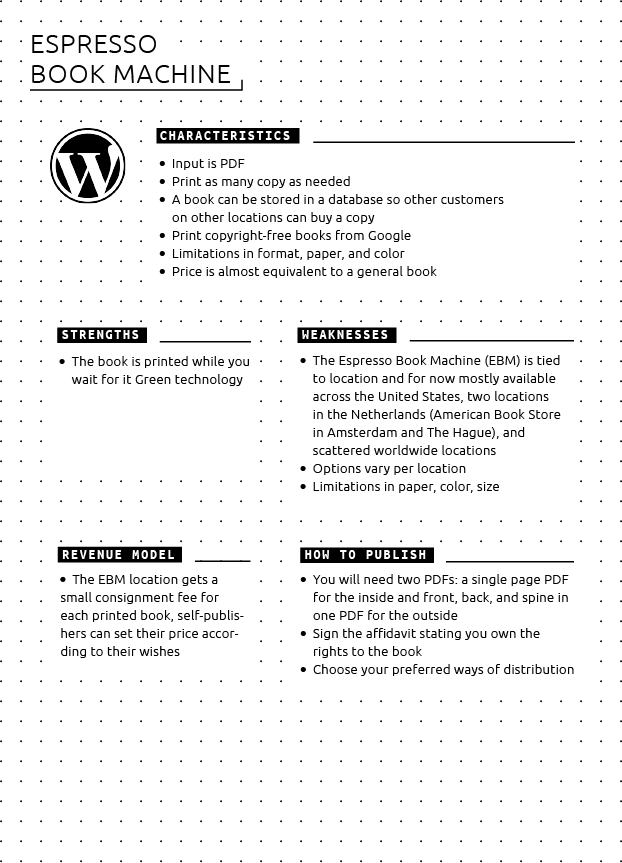 ESPRESSO
BOOK MACHINE
CHARACTERISTICS
• Input is PDF
• Print as many copy as needed
• A book can be stored in a database so other customers
on other locations can buy a copy
• Print copyright-free books from Google
• Limitations in format, paper, and color
• Price is almost equivalent to a general book
STRENGTHS
• The book is printed while you
wait for it Green technology
WEAKNESSES
• The Espresso Book Machine (EBM) is tied
to location and for now mostly available
across the United States, two locations
in the Netherlands (American Book Store
in Amsterdam and The Hague), and
scattered worldwide locations
• Options vary per location
• Limitations in paper, color, size
REVENUE MODEL
• The EBM location gets a
small consignment fee for
each printed book, self-publis-
hers can set their price accor-
ding to their wishes
HOW TO PUBLISH
• You will need two PDFs: a single page PDF
for the inside and front, back, and spine in
one PDF for the outside
• Sign the affidavit stating you own the
rights to the book
• Choose your preferred ways of distribution